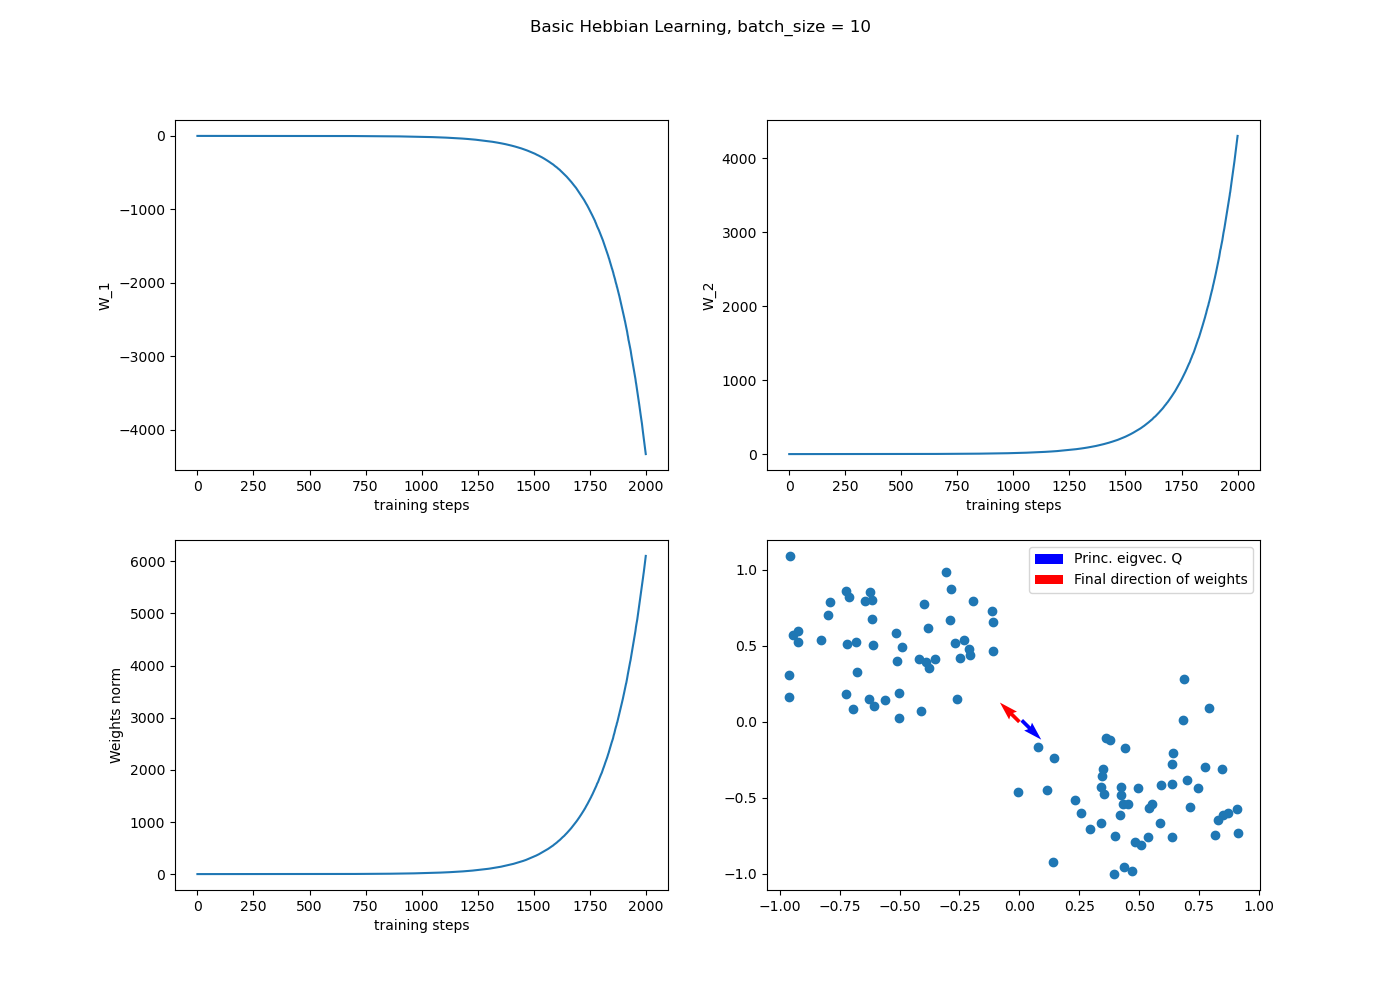 Basic Hebbian Learning, batch_size = 10
0
−1000
−2000
−3000
−4000
W_1
0 250 500 750 1000 1250 1500 1750 2000
training steps
4000
3000
2000
1000
0
W_2
0 250 500 750 1000 1250 1500 1750 2000
training steps
6000
5000
4000
3000
2000
1000
0
Weights norm
0 250 500 750 1000 1250 1500 1750 2000
training steps
Princ. eigvec. Q
Final direction of weights
1.0
0.5
0.0
−0.5
−1.0
−1.00 −0.75 −0.50 −0.25 0.00 0.25 0.50 0.75 1.00